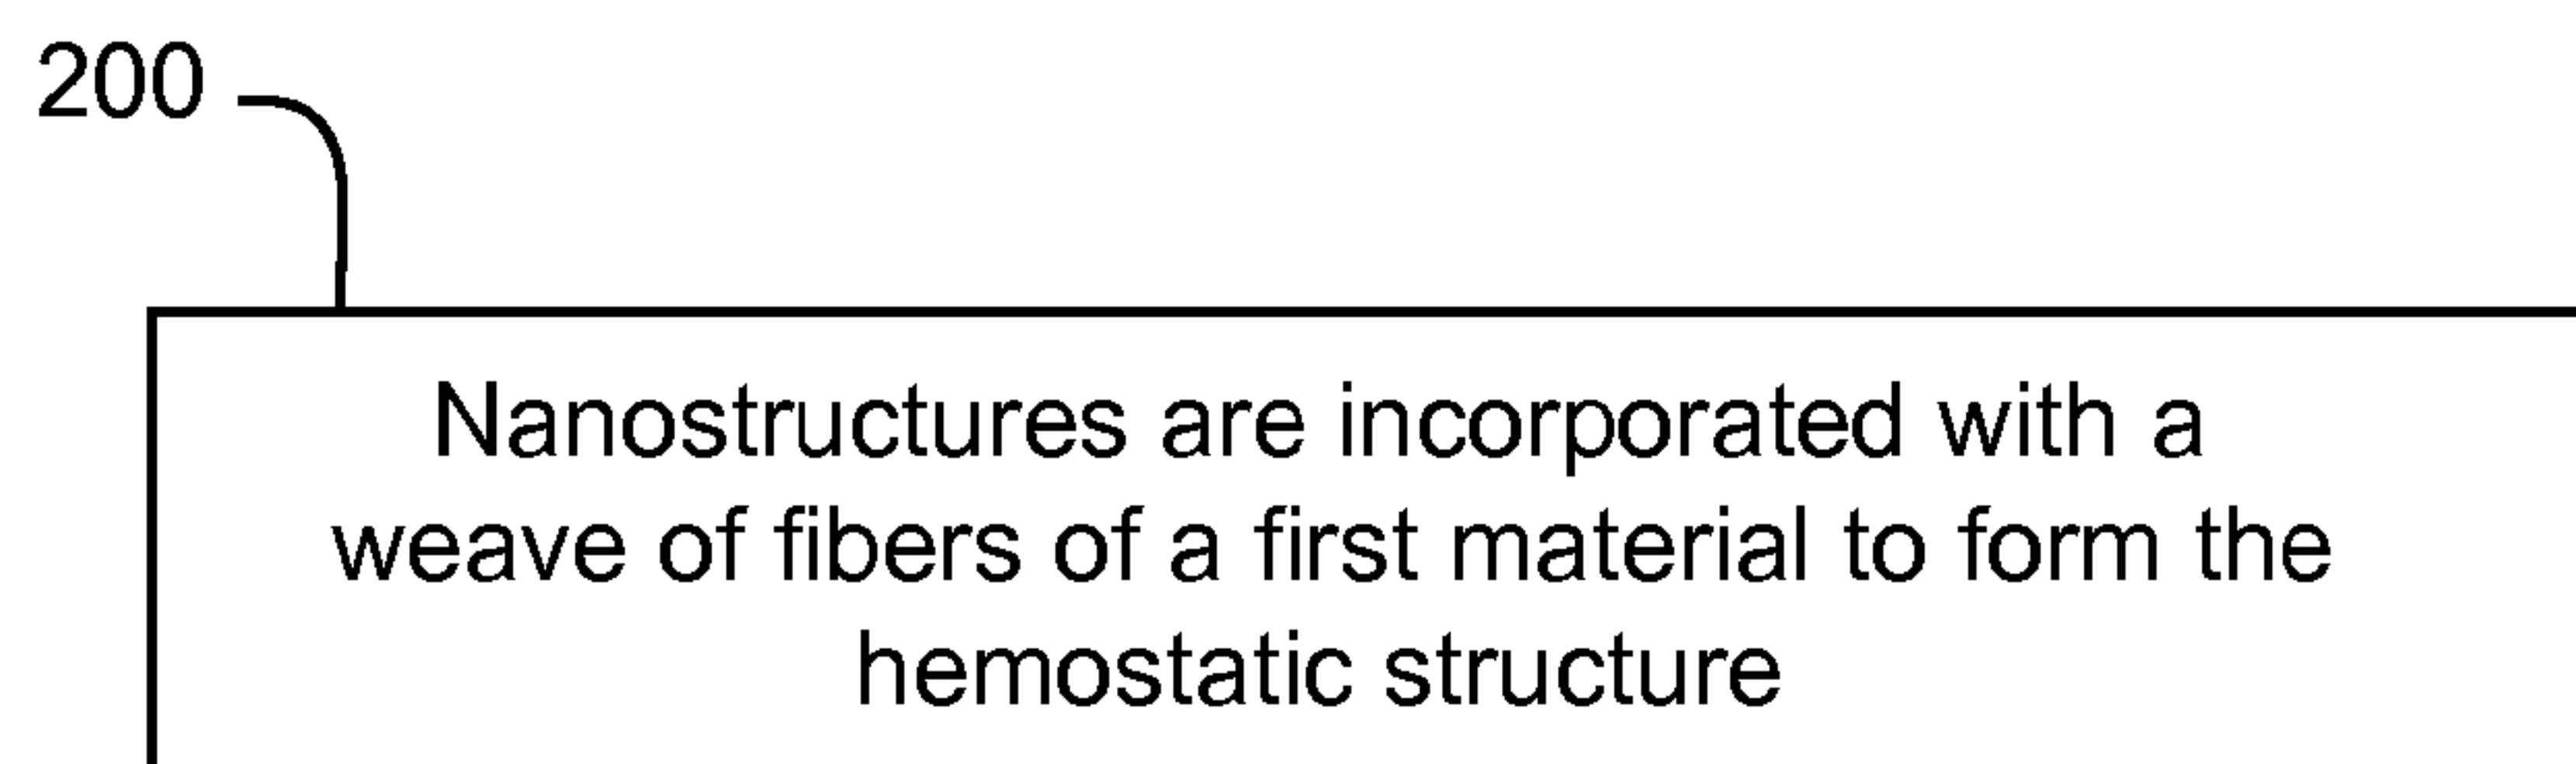 200
Nanostructures are incorporated with a
weave of fibers of a first material to form the
hemostatic structure